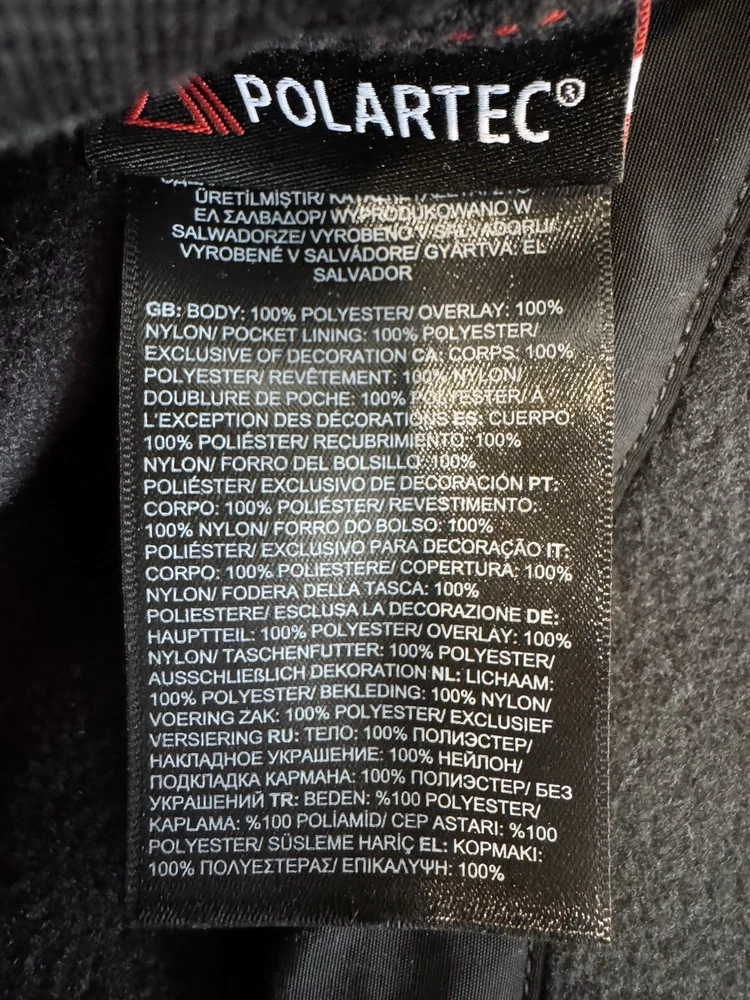 POLARTEC®
ÜRETİLMİŞTİR/
ΕΛ ΣΑΛΒΑΔΟΡ/ WYPRODUKOWANO W
SALWADORZE/ VYROBENO V SALVADORU/
VYROBENÉ V SALVÁDORE/ GYÁRTVA: EL
SALVADOR
GB: BODY: 100% POLYESTER/ OVERLAY: 100%
NYLON/ POCKET LINING: 100% POLYESTER/
EXCLUSIVE OF DECORATION CA: CORPS: 100%
POLYESTER/ REVÊTEMENT: 100% NYLON/
DOUBLURE DE POCHE: 100% POLYESTER/ À
L'EXCEPTION DES DÉCORATIONS ES: CUERPO:
100% POLIÉSTER/ RECUBRIMIENTO: 100%
NYLON/ FORRO DEL BOLSILLO: 100%
POLIÉSTER/ EXCLUSIVO DE DECORACIÓN PT:
CORPO: 100% POLIÉSTER/ REVESTIMENTO:
100% NYLON/ FORRO DO BOLSO: 100%
POLIÉSTER/ EXCLUSIVO PARA DECORAÇÃO IT:
CORPO: 100% POLIESTERE/ COPERTURA: 100%
NYLON/ FODERA DELLA TASCA: 100%
POLIESTERE/ ESCLUSA LA DECORAZIONE DE:
HAUPTTEIL: 100% POLYESTER/ OVERLAY: 100%
NYLON/ TASCHENFUTTER: 100% POLYESTER/
AUSSCHLIEßLICH DEKORATION NL: LICHAAM:
100% POLYESTER/ BEKLEDING: 100% NYLON/
VOERING ZAK: 100% POLYESTER/ EXCLUSIEF
VERSIERING RU: ТЕЛО: 100% ПОЛИЭСТЕР/
НАКЛАДНОЕ УКРАШЕНИЕ: 100% НЕЙЛОН/
ПОДКЛАДКА КАРМАНА: 100% ПОЛИЭСТЕР/ БЕЗ
УКРАШЕНИЙ TR: BEDEN: %100 POLYESTER/
KAPLAMA: %100 POLİAMİD/ CEP ASTARI: %100
POLYESTER/ SÜSLEME HARİÇ EL: ΚΟΡΜΑΚΙ:
100% ΠΟΛΥΕΣΤΕΡΑΣ/ ΕΠΙΚΑΛΥΨΗ: 100%